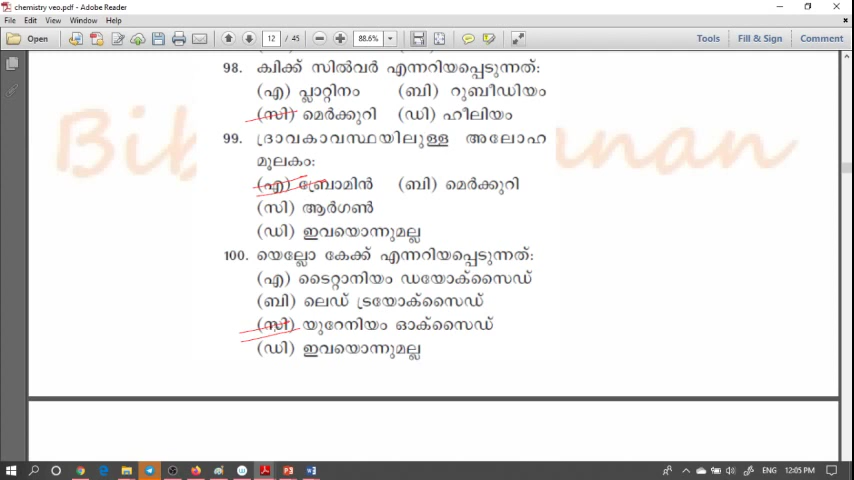 chemistry veo.pdf - Adobe Reader
File Edit View Window Help
Open 12 / 45 88.6% Tools Fill & Sign Comment
98. ക്വിക്ക് സിൽവർ എന്നറിയപ്പെടുന്നത്:
(എ) പ്ലാറ്റിനം (ബി) റുബീഡിയം
(സി) മെർക്കുറി (ഡി) ഹീലിയം
99. ദ്രാവകാവസ്ഥയിലുള്ള അലോഹ
മൂലകം:
(എ) ബ്രോമിൻ (ബി) മെർക്കുറി
(സി) ആർഗൺ
(ഡി) ഇവയൊന്നുമല്ല
100. യെല്ലോ കേക്ക് എന്നറിയപ്പെടുന്നത്:
(എ) ടൈറ്റാനിയം ഡയോക്സൈഡ്
(ബി) ലെഡ് ട്രയോക്സൈഡ്
(സി) യുറേനിയം ഓക്സൈഡ്
(ഡി) ഇവയൊന്നുമല്ല
ENG 12:05 PM